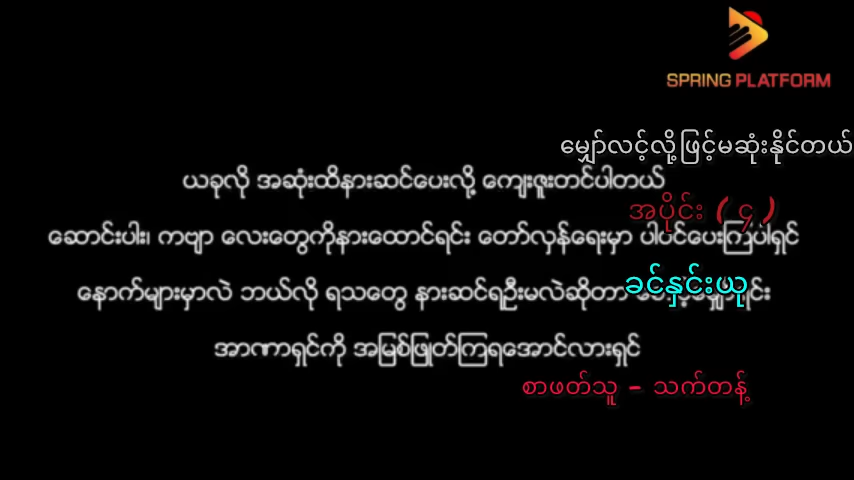 SPRING PLATFORM
မျှော်လင့်လို့ဖြင့်မဆုံးနိုင်တယ်
ယခုလို အဆုံးထိနားဆင်ပေးလို့ ကျေးဇူးတင်ပါတယ်
အပိုင်း ( ၄ )
ဆောင်းပါး၊ ကဗျာ လေးတွေကိုနားထောင်ရင်း တော်လှန်ရေးမှာ ပါဝင်ပေးကြပါရှင်
ခင်နှင်းယု
နောက်များမှာလဲ ဘယ်လို ရသတွေ နားဆင်ရဦးမလဲဆိုတာ
အာဏာရှင်ကို အမြစ်ဖြုတ်ကြရအောင်လားရှင်
စာဖတ်သူ - သက်တန့်